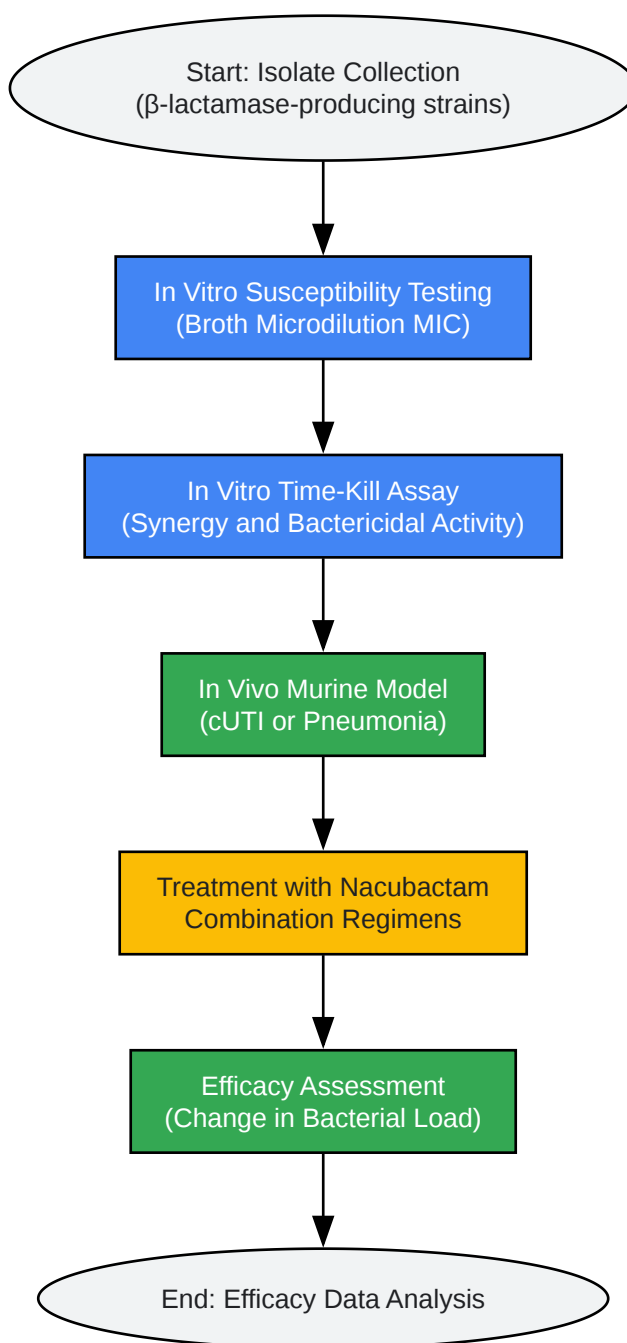 Start: Isolate Collection
(β-lactamase-producing strains)
In Vitro Susceptibility Testing
(Broth Microdilution MIC)
In Vitro Time-Kill Assay
(Synergy and Bactericidal Activity)
In Vivo Murine Model
(cUTI or Pneumonia)
Treatment with Nacubactam
Combination Regimens
Efficacy Assessment
(Change in Bacterial Load)
End: Efficacy Data Analysis